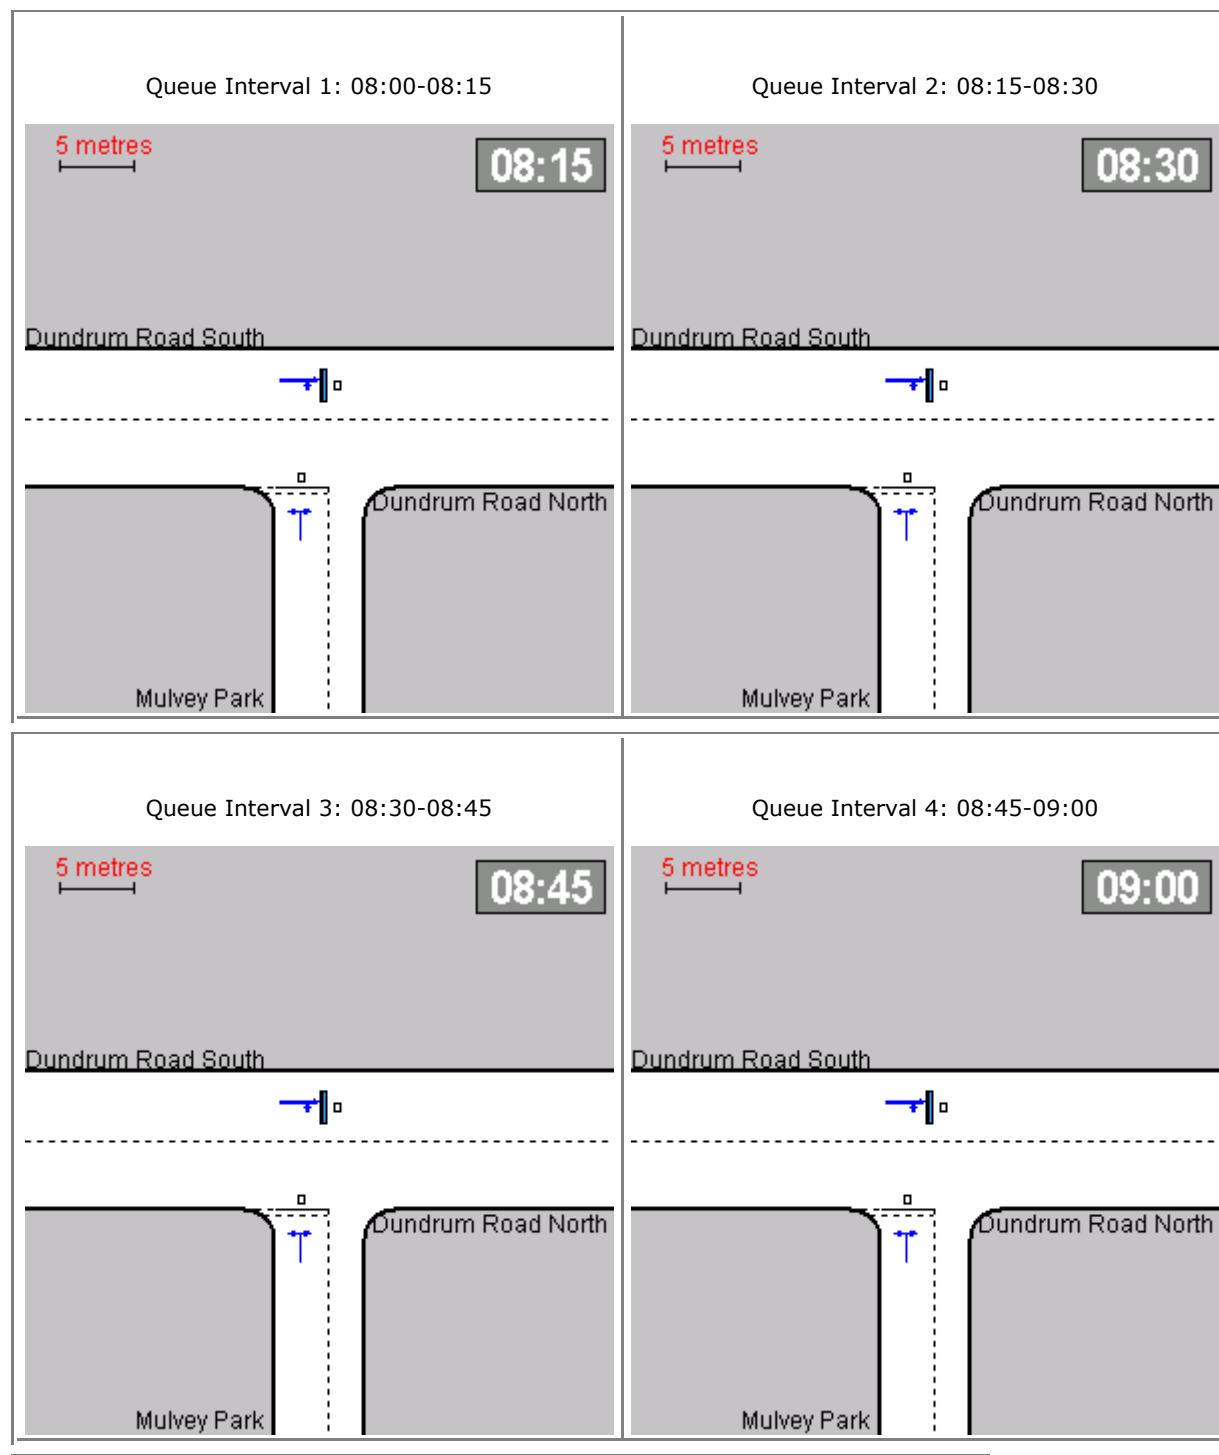 Queue Interval 1: 08:00-08:15
5 metres
08:15
Dundrum Road South
Dundrum Road North
Mulvey Park
Queue Interval 2: 08:15-08:30
5 metres
08:30
Dundrum Road South
Dundrum Road North
Mulvey Park
Queue Interval 3: 08:30-08:45
5 metres
08:45
Dundrum Road South
Dundrum Road North
Mulvey Park
Queue Interval 4: 08:45-09:00
5 metres
09:00
Dundrum Road South
Dundrum Road North
Mulvey Park